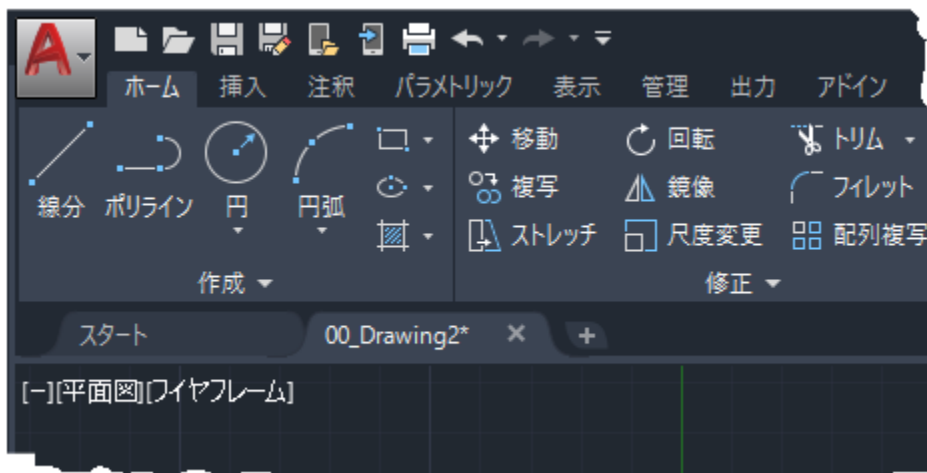 ホーム 挿入 注釈 パラメトリック 表示 管理 出力 アドイン
線分 ポリライン 円 円弧
移動 回転 トリム
複写 鏡像 フィレット
ストレッチ 尺度変更 配列複写
作成 修正
スタート 00_Drawing2*
[-][平面図][ワイヤフレーム]